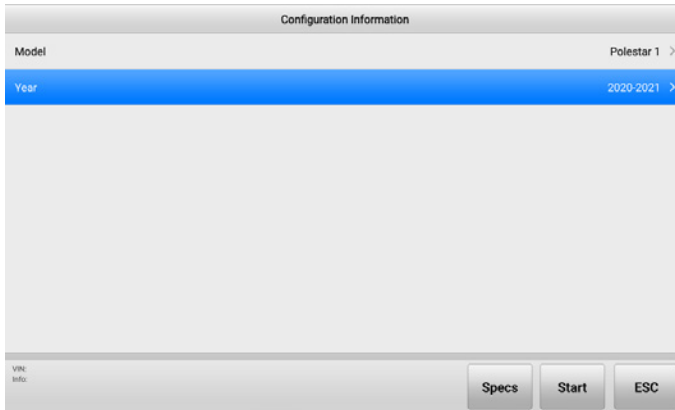 Configuration Information
Model Polestar 1 >
Year 2020-2021 >
VIN:
Info:
Specs Start ESC